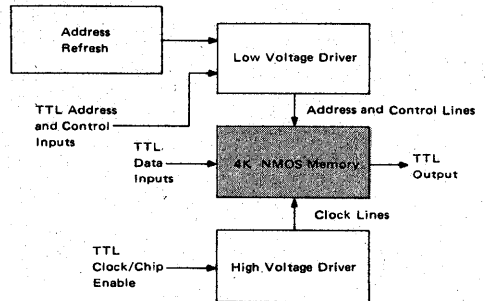 Address
Refresh
Low Voltage Driver
TTL Address
and Control
Inputs
Address and Control Lines
TTL
Data
Inputs
4K NMOS Memory
TTL
Output
Clock Lines
TTL
Clock/Chip
Enable
High Voltage Driver